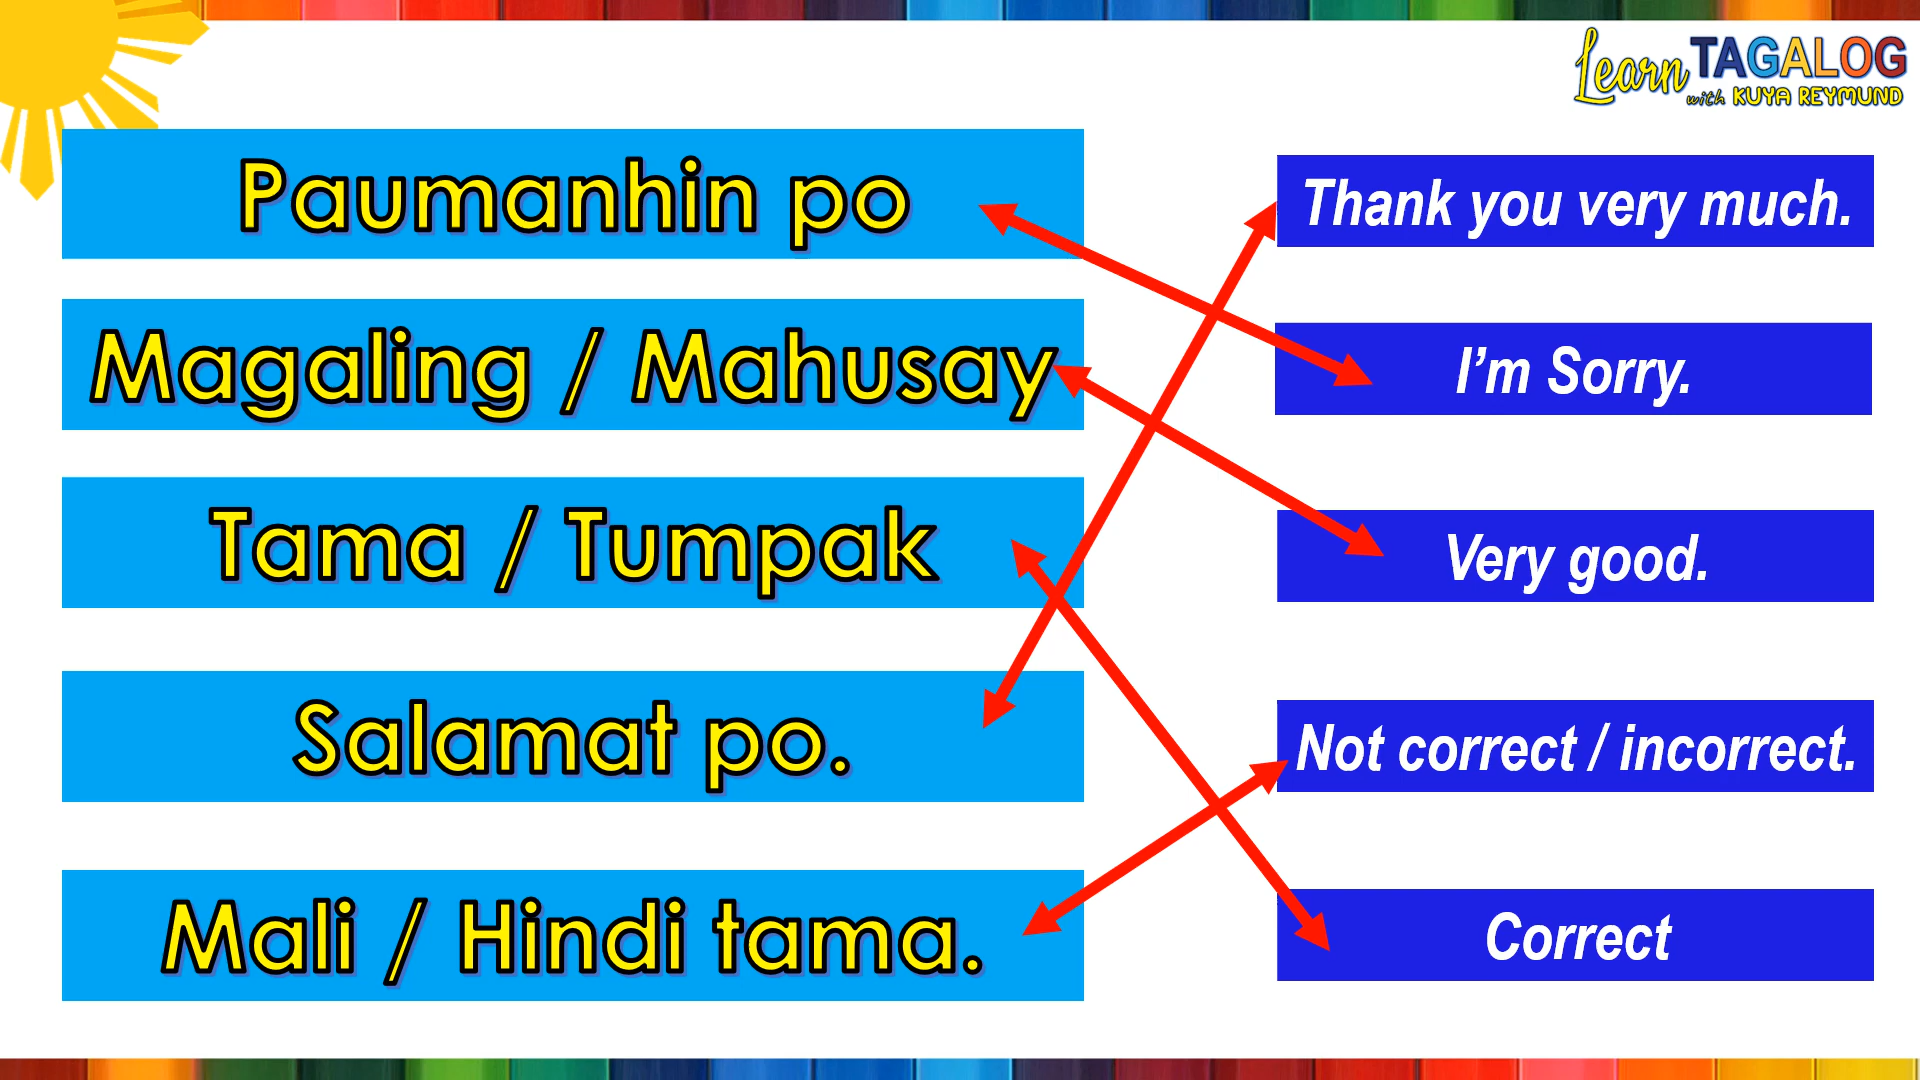 Learn TAGALOG
with KUYA REYMUND
Paumanhin po
Thank you very much.
Magaling / Mahusay
I'm Sorry.
Tama / Tumpak
Very good.
Salamat po.
Not correct / incorrect.
Mali / Hindi tama.
Correct